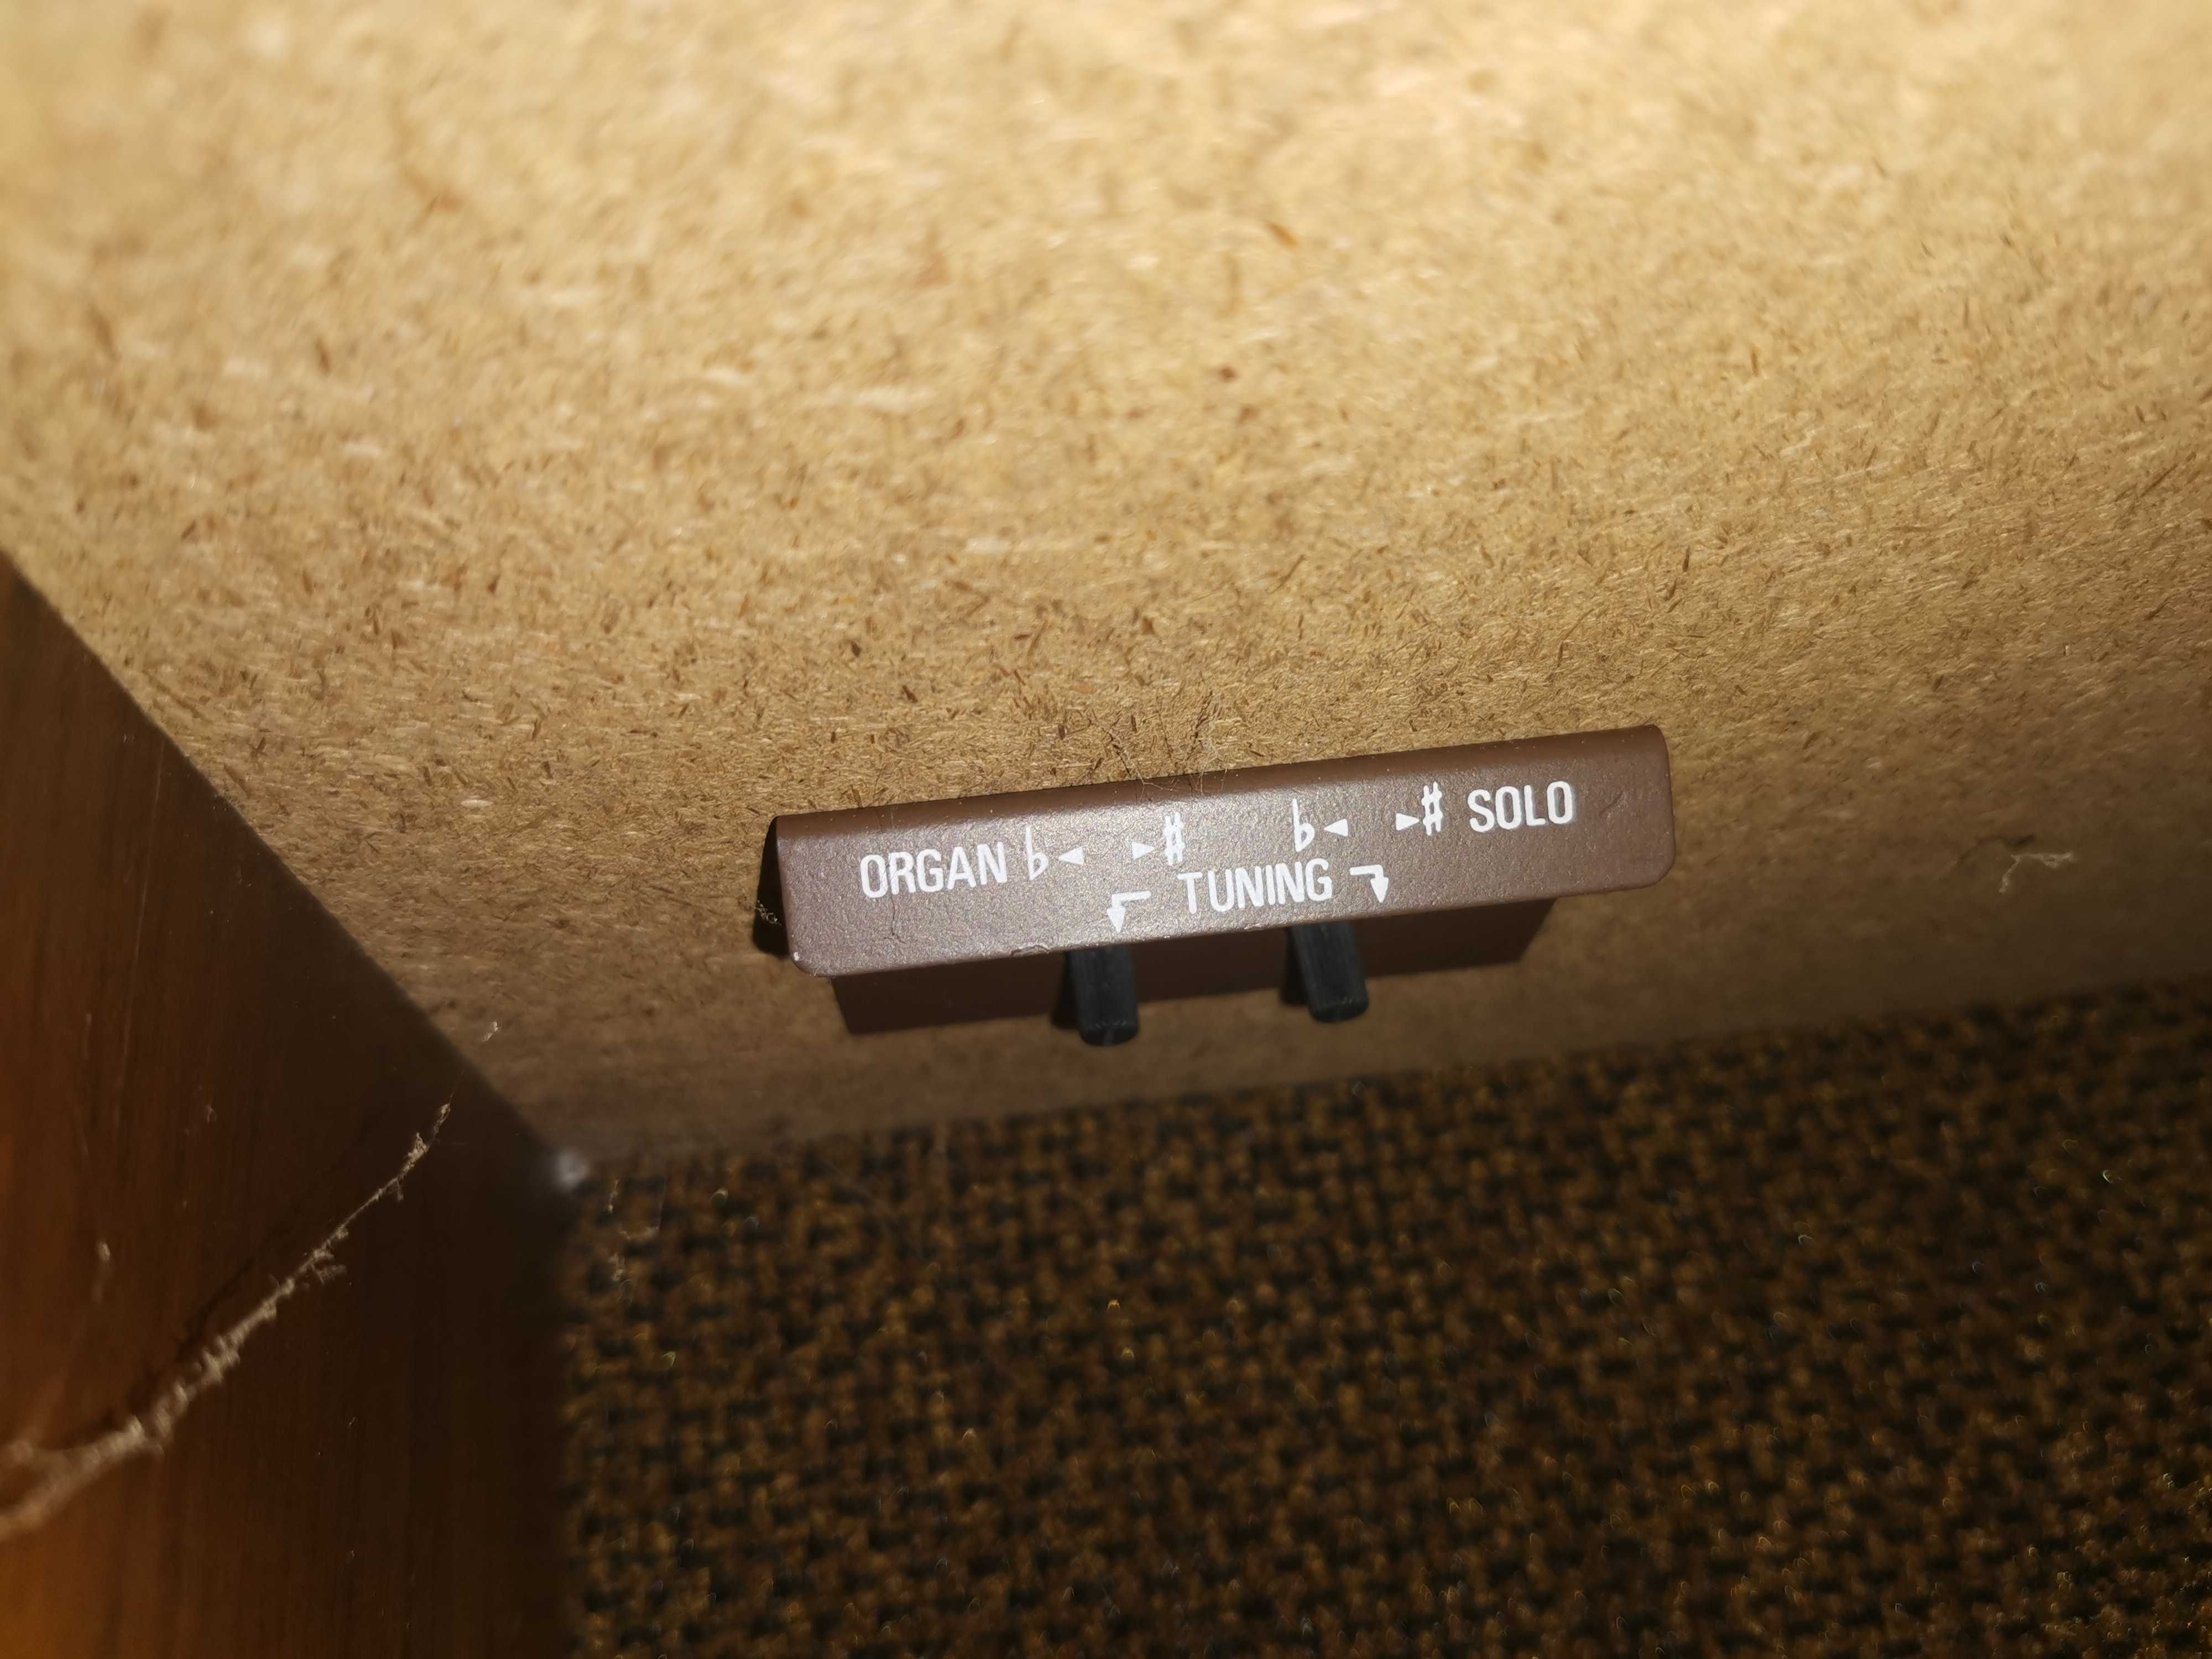 ORGAN ♭◄ ►♯ ♭◄ ►♯ SOLO
TUNING